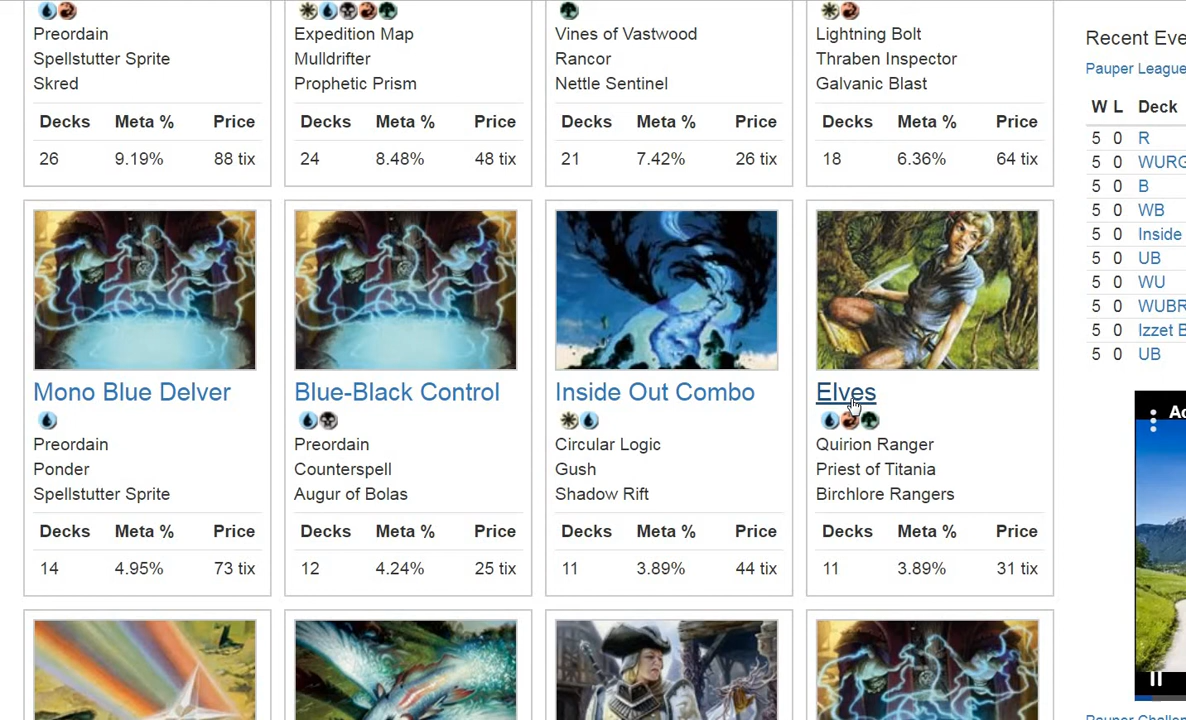 Preordain
Spellstutter Sprite
Skred
Decks Meta % Price
26 9.19% 88 tix
Expedition Map
Mulldrifter
Prophetic Prism
Decks Meta % Price
24 8.48% 48 tix
Vines of Vastwood
Rancor
Nettle Sentinel
Decks Meta % Price
21 7.42% 26 tix
Lightning Bolt
Thraben Inspector
Galvanic Blast
Decks Meta % Price
18 6.36% 64 tix
Mono Blue Delver
Preordain
Ponder
Spellstutter Sprite
Decks Meta % Price
14 4.95% 73 tix
Blue-Black Control
Preordain
Counterspell
Augur of Bolas
Decks Meta % Price
12 4.24% 25 tix
Inside Out Combo
Circular Logic
Gush
Shadow Rift
Decks Meta % Price
11 3.89% 44 tix
Elves
Quirion Ranger
Priest of Titania
Birchlore Rangers
Decks Meta % Price
11 3.89% 31 tix
Recent Eve
Pauper League
W L Deck
5 0 R
5 0 WURG
5 0 B
5 0 WB
5 0 Inside
5 0 UB
5 0 WU
5 0 WUBR
5 0 Izzet B
5 0 UB
Ac